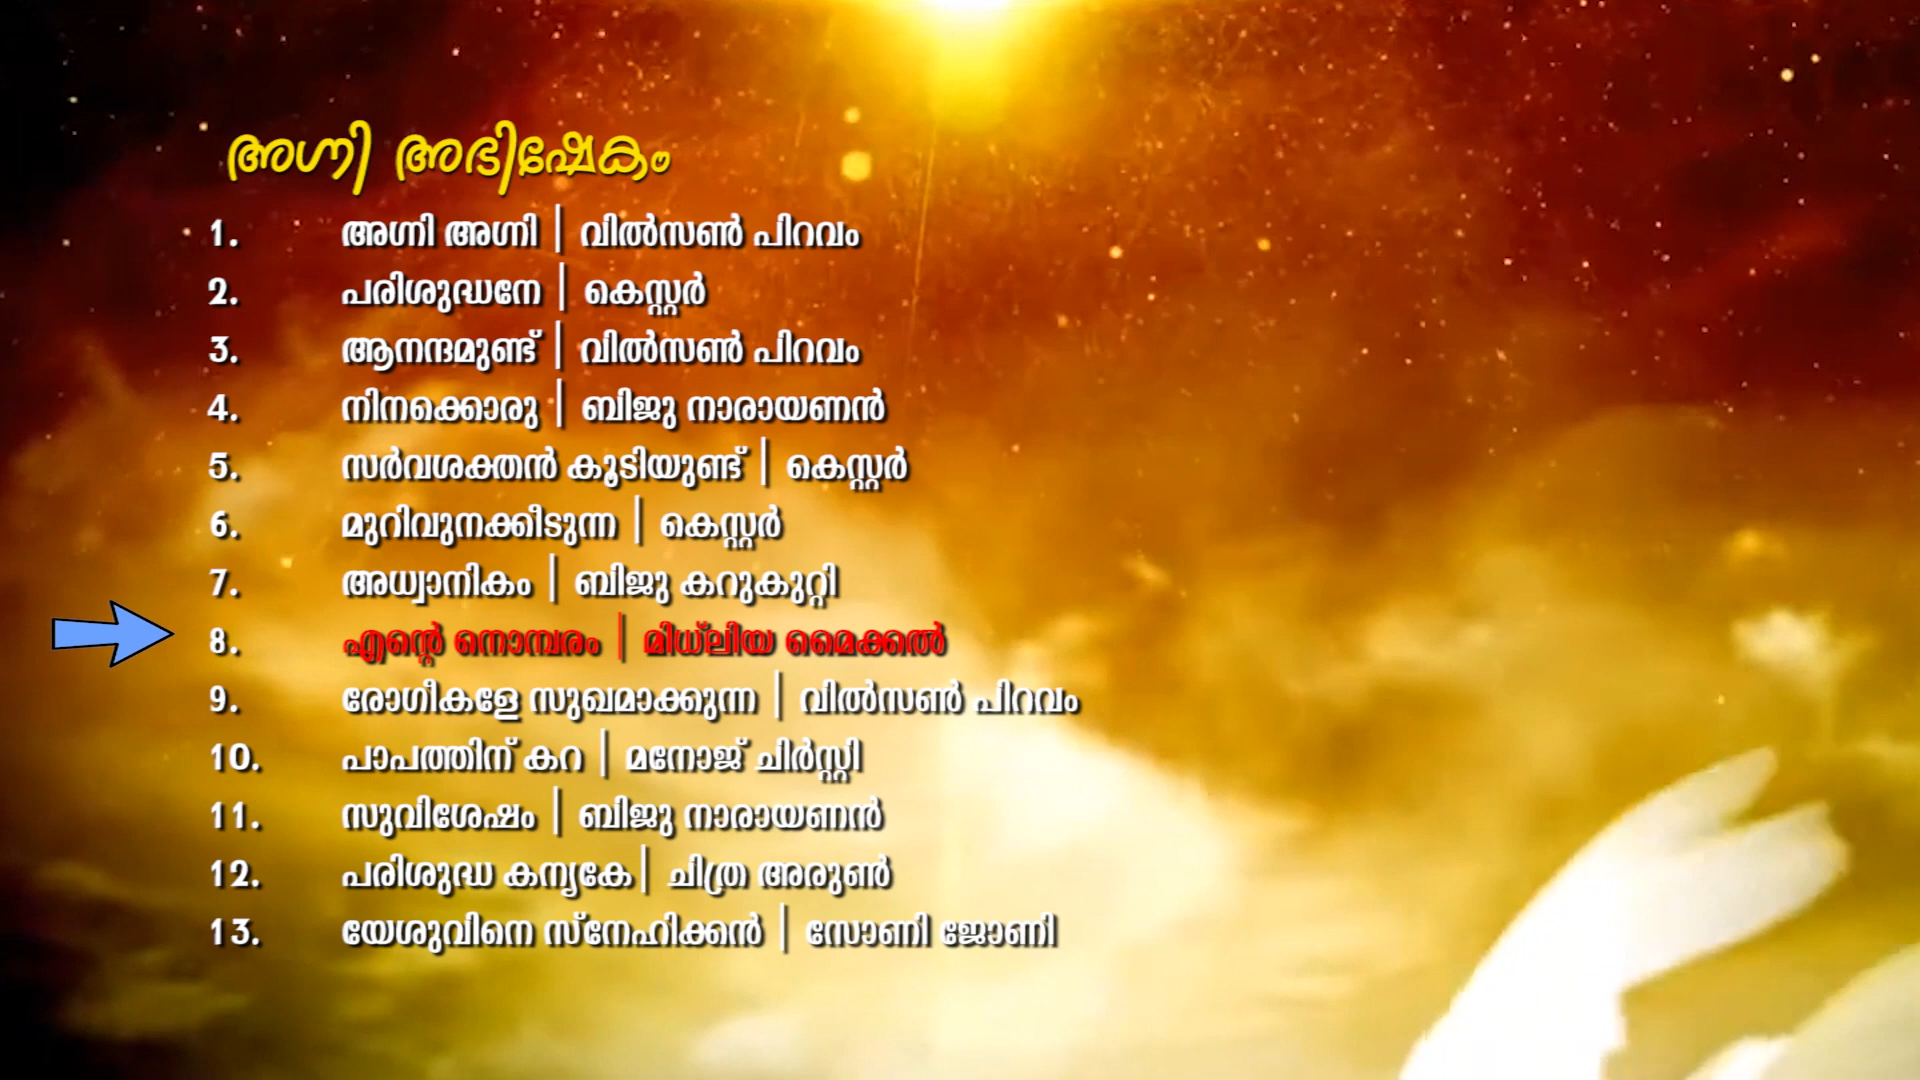 അഗ്നി അഭിഷേകം
1. അഗ്നി അഗ്നി | വിൽസൺ പിറവം
2. പരിശുദ്ധനേ | കെസ്റ്റർ
3. ആനന്ദമുണ്ട് | വിൽസൺ പിറവം
4. നിനക്കൊരു | ബിജു നാരായണൻ
5. സർവശക്തൻ കൂടിയുണ്ട് | കെസ്റ്റർ
6. മുറിവുനക്കീടുന്ന | കെസ്റ്റർ
7. അധ്വാനികം | ബിജു കറുകുറ്റി
8. എന്റെ നൊമ്പരം | മിധ്‌ലിയ മൈക്കൽ
9. രോഗീകളേ സുഖമാക്കുന്ന | വിൽസൺ പിറവം
10. പാപത്തിന് കറ | മനോജ് ചിർസ്റ്റി
11. സുവിശേഷം | ബിജു നാരായണൻ
12. പരിശുദ്ധ കന്യകേ | ചിത്ര അരുൺ
13. യേശുവിനെ സ്നേഹിക്കൻ | സോണി ജോണി